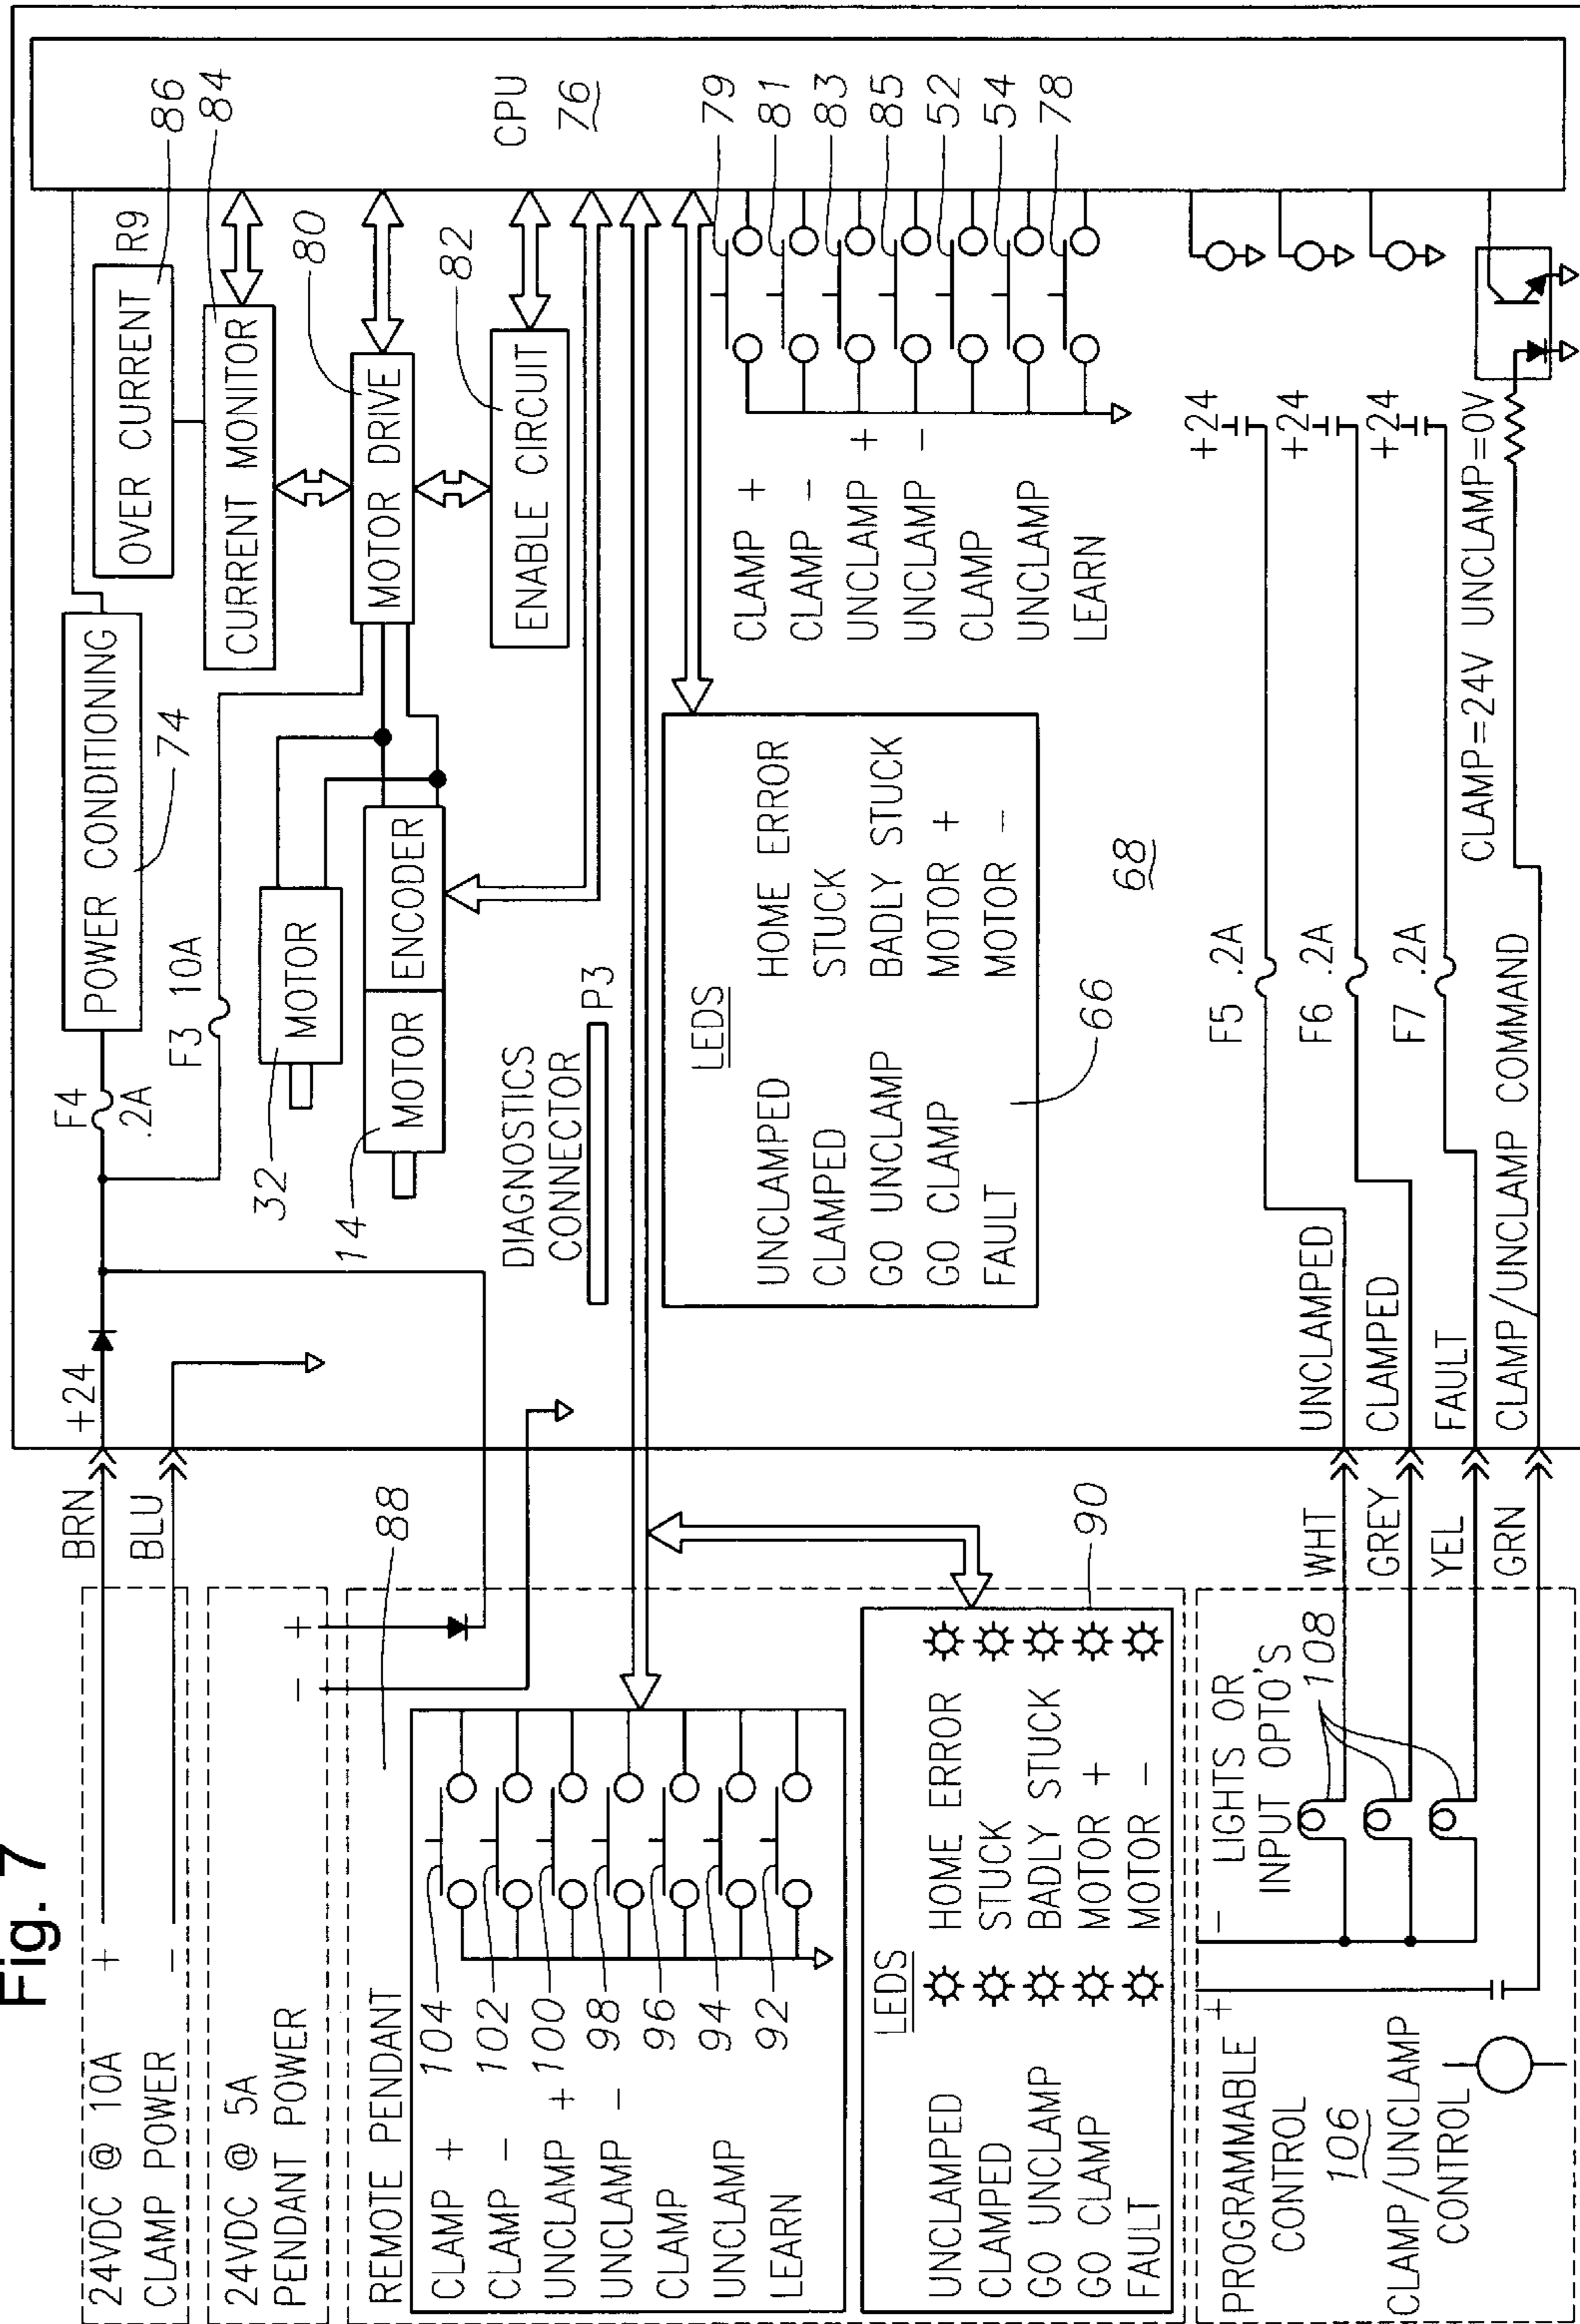 Fig. 7
24VDC @ 10A +
CLAMP POWER -
24VDC @ 5A
PENDANT POWER
- +
BRN
BLU
+24
F4
.2A
POWER CONDITIONING
74
F3 10A
OVER CURRENT
R9
86
CURRENT MONITOR
84
MOTOR DRIVE
80
ENABLE CIRCUIT
82
MOTOR
32
MOTOR ENCODER
14
CPU
76
DIAGNOSTICS
CONNECTOR
P3
REMOTE PENDANT
88
CLAMP + 104
CLAMP - 102
UNCLAMP + 100
UNCLAMP - 98
CLAMP 96
UNCLAMP 94
LEARN 92
LEDS
UNCLAMPED HOME ERROR
CLAMPED STUCK
GO UNCLAMP BADLY STUCK
GO CLAMP MOTOR +
FAULT MOTOR -
90
LEDS
UNCLAMPED HOME ERROR
CLAMPED STUCK
GO UNCLAMP BADLY STUCK
GO CLAMP MOTOR +
FAULT MOTOR -
66
68
CLAMP + 79
CLAMP - 81
UNCLAMP + 83
UNCLAMP - 85
CLAMP 52
UNCLAMP 54
LEARN 78
PROGRAMMABLE +
CONTROL
106
CLAMP/UNCLAMP
CONTROL
- LIGHTS OR
INPUT OPTO'S
108
WHT
UNCLAMPED
F5 .2A
+24
GREY
CLAMPED
F6 .2A
+24
YEL
FAULT
F7 .2A
+24
GRN
CLAMP/UNCLAMP COMMAND
CLAMP=24V UNCLAMP=0V